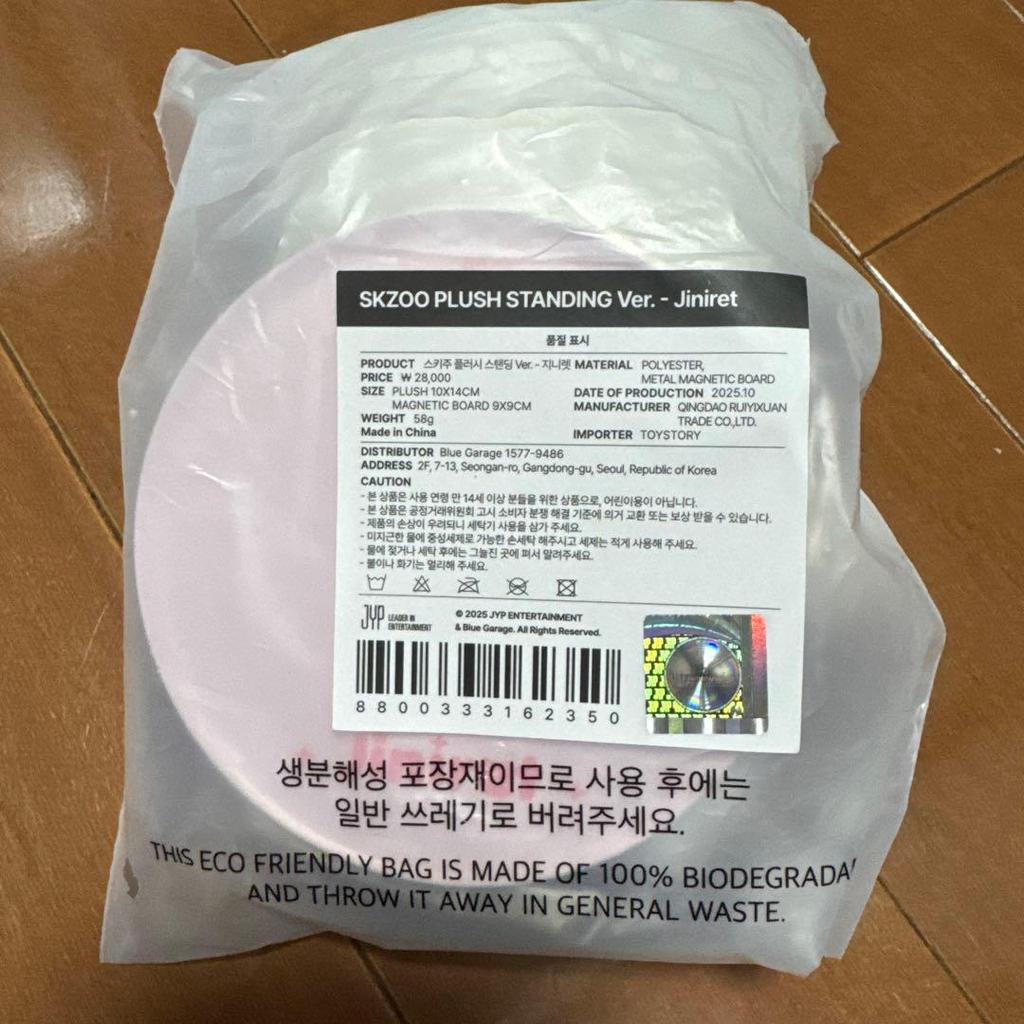 SKZOO PLUSH STANDING Ver. - Jiniret
품질 표시
PRODUCT 스키주 플러시 스탠딩 Ver. - 지니렛
PRICE ₩ 28,000
SIZE PLUSH 10X14CM
MAGNETIC BOARD 9X9CM
WEIGHT 58g
Made in China
MATERIAL POLYESTER,
METAL MAGNETIC BOARD
DATE OF PRODUCTION 2025.10
MANUFACTURER QINGDAO RUIYIXUAN
TRADE CO.,LTD.
IMPORTER TOYSTORY
DISTRIBUTOR Blue Garage 1577-9486
ADDRESS 2F, 7-13, Seongan-ro, Gangdong-gu, Seoul, Republic of Korea
CAUTION
- 본 상품은 사용 연령 만 14세 이상 분들을 위한 상품으로, 어린이용이 아닙니다.
- 본 상품은 공정거래위원회 고시 소비자 분쟁 해결 기준에 의거 교환 또는 보상 받을 수 있습니다.
- 제품의 손상이 우려되니 세탁기 사용을 삼가 주세요.
- 미지근한 물에 중성세제로 가능한 손세탁 해주시고 세제는 적게 사용해 주세요.
- 물에 젖거나 세탁 후에는 그늘진 곳에 펴서 말려주세요.
- 불이나 화기는 멀리해 주세요.
JYP LEADER IN
ENTERTAINMENT
© 2025 JYP ENTERTAINMENT
& Blue Garage. All Rights Reserved.
8800333162350
생분해성 포장재이므로 사용 후에는
일반 쓰레기로 버려주세요.
THIS ECO FRIENDLY BAG IS MADE OF 100% BIODEGRADA
AND THROW IT AWAY IN GENERAL WASTE.